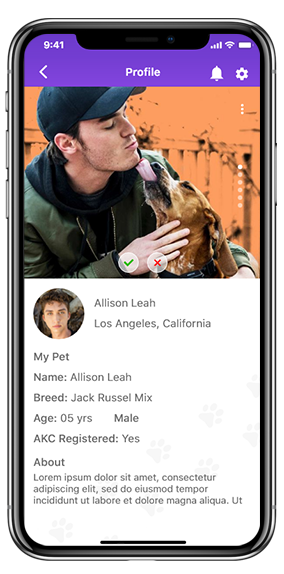 9:41
Profile
Allison Leah
Los Angeles, California
My Pet
Name: Allison Leah
Breed: Jack Russel Mix
Age: 05 yrs Male
AKC Registered: Yes
About
Lorem ipsum dolor sit amet, consectetur
adipiscing elit, sed do eiusmod tempor
incididunt ut labore et dolore magna aliqua. Ut